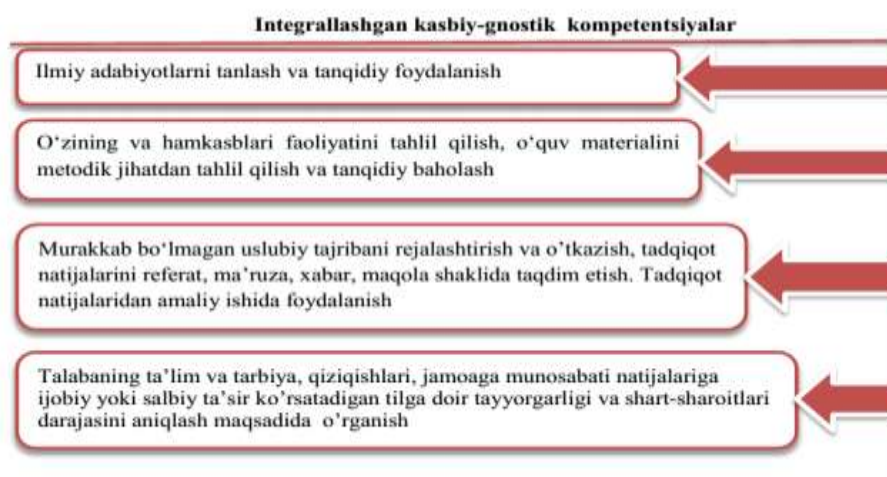 Integrallashgan kasbiy-gnostik kompetentsiyalar
Ilmiy adabiyotlarni tanlash va tanqidiy foydalanish
O‘zining va hamkasblari faoliyatini tahlil qilish, o‘quv materialini
metodik jihatdan tahlil qilish va tanqidiy baholash
Murakkab bo‘lmagan uslubiy tajribani rejalashtirish va o’tkazish, tadqiqot
natijalarini referat, ma’ruza, xabar, maqola shaklida taqdim etish. Tadqiqot
natijalaridan amaliy ishida foydalanish
Talabaning ta’lim va tarbiya, qiziqishlari, jamoaga munosabati natijalariga
ijobiy yoki salbiy ta’sir ko’rsatadigan tilga doir tayyorgarligi va shart-sharoitlari
darajasini aniqlash maqsadida o’rganish